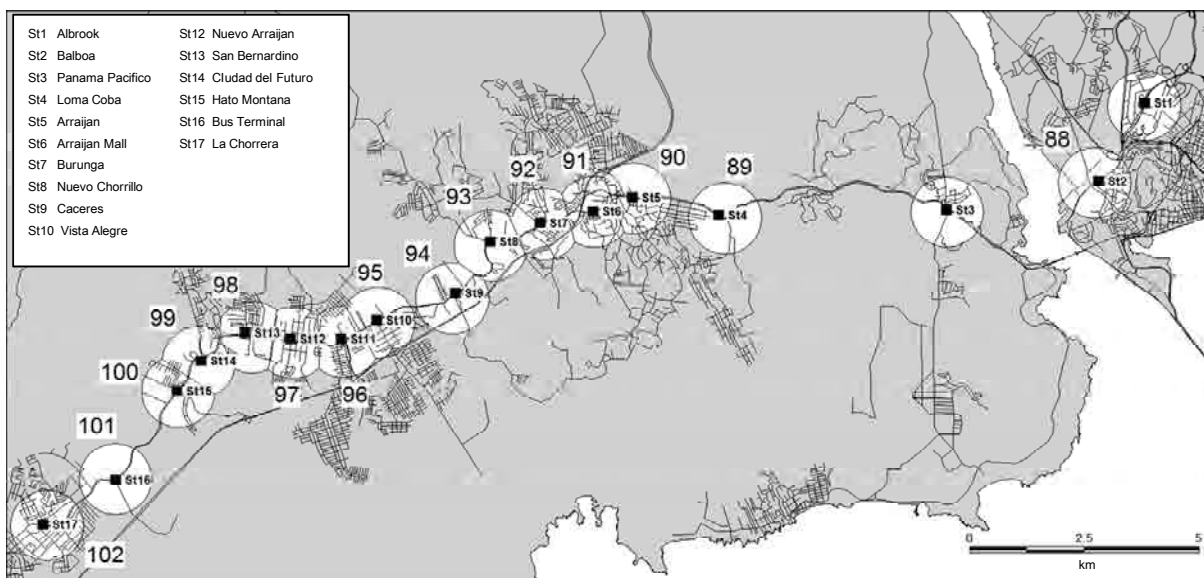 St1 Albrook
St2 Balboa
St3 Panama Pacifico
St4 Loma Coba
St5 Arraijan
St6 Arraijan Mall
St7 Burunga
St8 Nuevo Chorrillo
St9 Caceres
St10 Vista Alegre
St12 Nuevo Arraijan
St13 San Bernardino
St14 Cludad del Futuro
St15 Hato Montana
St16 Bus Terminal
St17 La Chorrera
St1
88
St2
92
91
90
89
93
St7
St6
St5
St4
St3
St8
94
St9
95
98
St10
99
St13
St12
St11
St14
100
St15
97
96
101
St16
St17
102
0
2.5
5
km